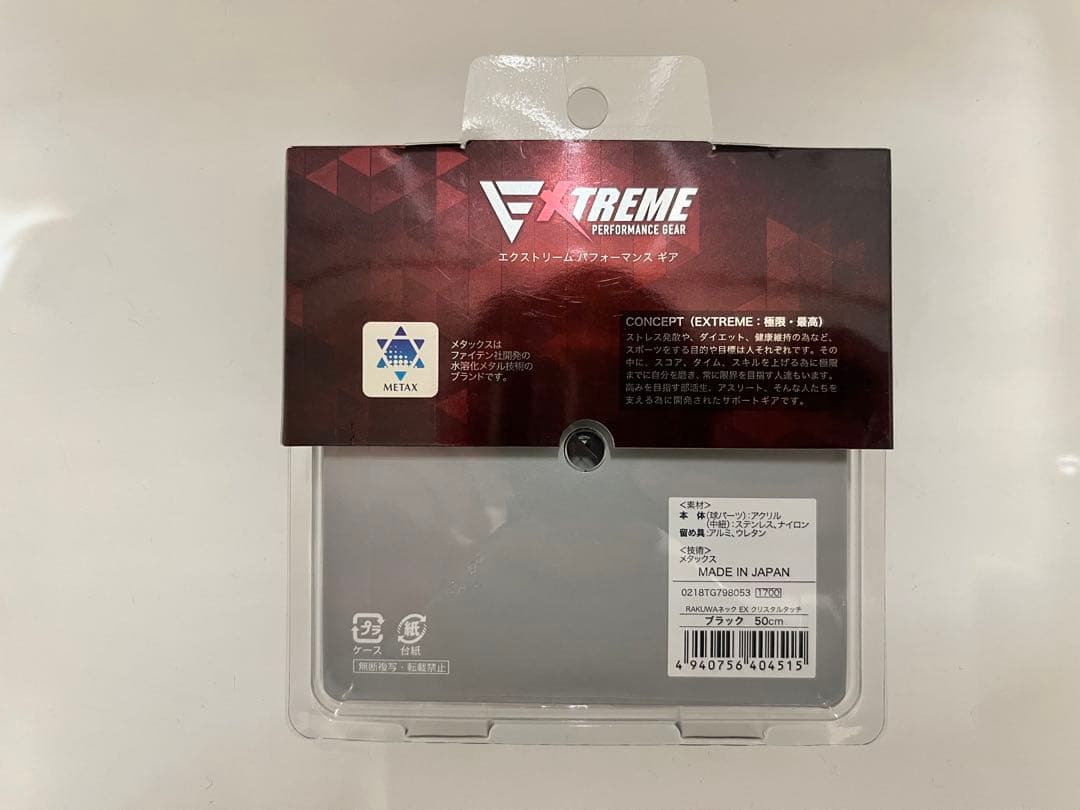 EXTREME
PERFORMANCE GEAR
エクストリーム パフォーマンス ギア
METAX
メタックスは
ファイテン社開発の
水溶化メタル技術の
ブランドです。
CONCEPT(EXTREME:極限・最高)
ストレス発散や、ダイエット、健康維持の為など、
スポーツをする目的や目標は人それぞれです。その
中に、スコア、タイム、スキルを上げる為に極限
までに自分を磨き、常に限界を目指す人達もいます。
高みを目指す部活生、アスリート、そんな人たちを
支える為に開発されたサポートギアです。
<素材>
本 体(球パーツ):アクリル
(中紐):ステンレス、ナイロン
留め具:アルミ、ウレタン
<技術>
メタックス
MADE IN JAPAN
0218TG798053 1700
RAKUWAネック EX クリスタルタッチ
ブラック 50cm
4 940756 404515
プラ 紙
ケース 台紙
無断複写・転載禁止